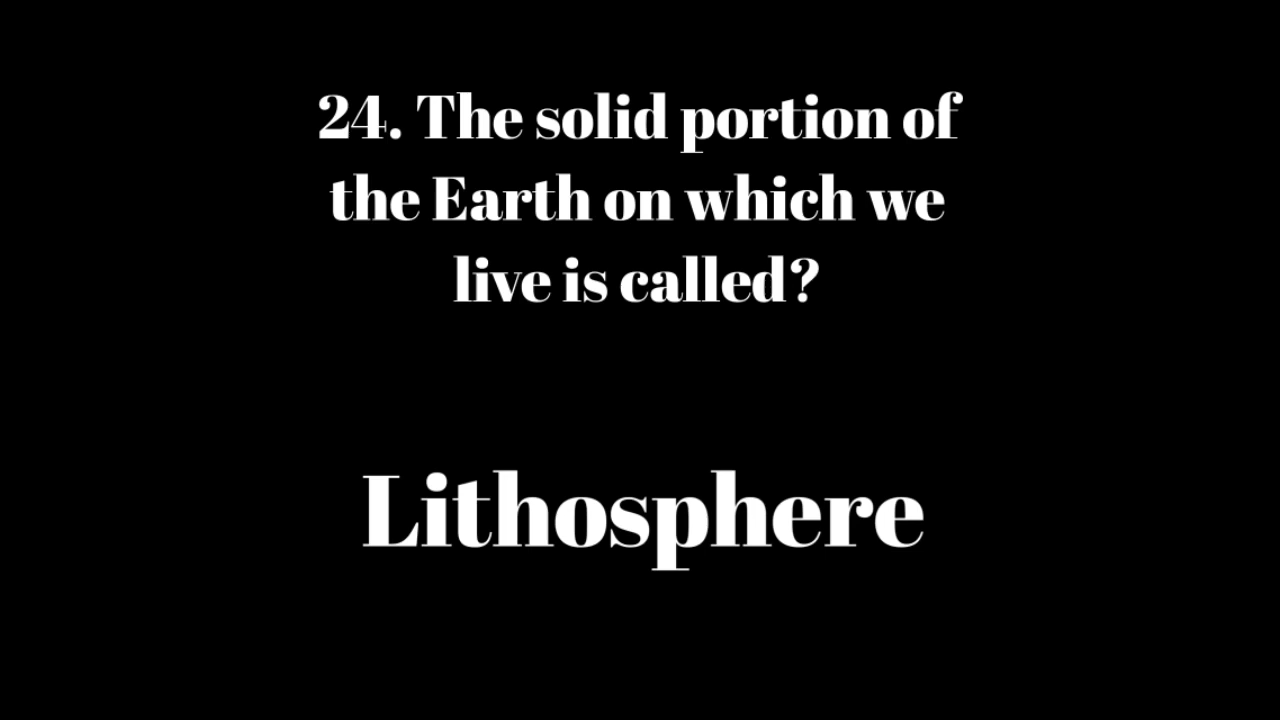 24. The solid portion of
the Earth on which we
live is called?
Lithosphere